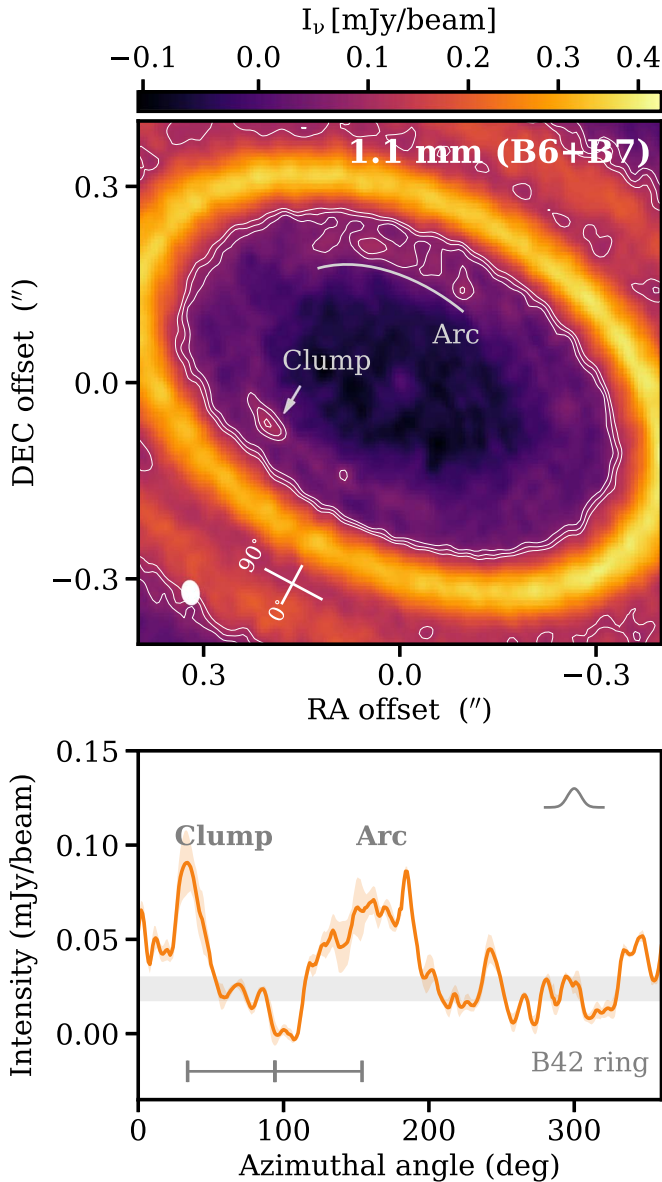 I_ν [mJy/beam]
−0.1 0.0 0.1 0.2 0.3 0.4
1.1 mm (B6+B7)
0.3
Arc
Clump
0.0
DEC offset (″)
90°
−0.3
0°
0.3 0.0 −0.3
RA offset (″)
0.15
Clump Arc
0.10
0.05
0.00
Intensity (mJy/beam)
B42 ring
0 100 200 300
Azimuthal angle (deg)